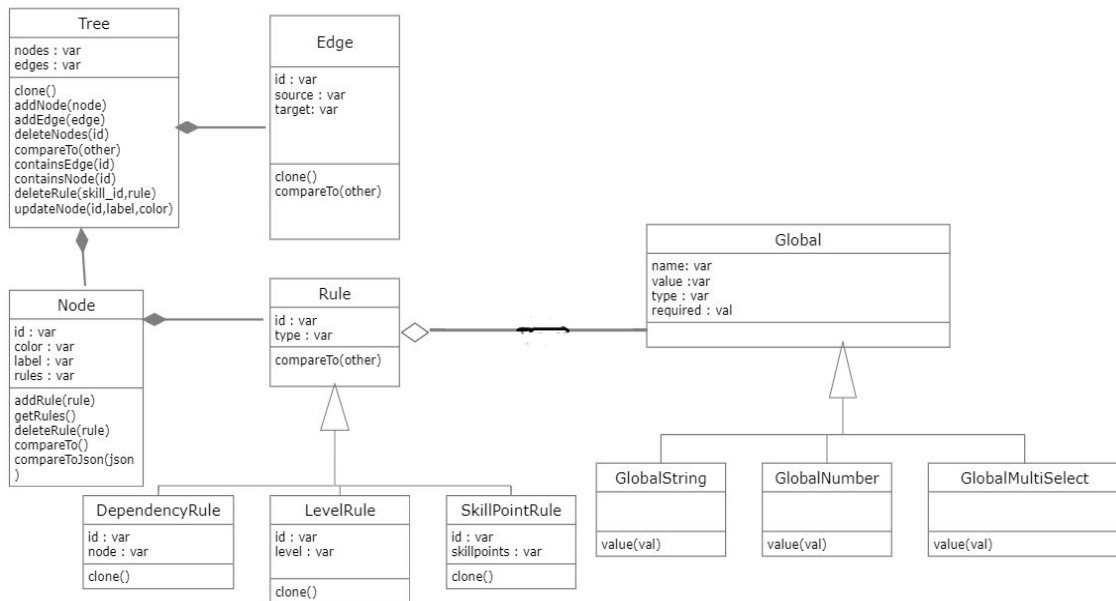 Tree
nodes : var
edges : var
clone()
addNode(node)
addEdge(edge)
deleteNodes(id)
compareTo(other)
containsEdge(id)
containsNode(id)
deleteRule(skill_id,rule)
updateNode(id,label,color)
Edge
id : var
source : var
target: var
clone()
compareTo(other)
Node
id : var
color : var
label : var
rules : var
addRule(rule)
getRules()
deleteRule(rule)
compareTo()
compareToJson(json
)
Rule
id : var
type : var
compareTo(other)
Global
name: var
value :var
type : var
required : val
DependencyRule
id : var
node : var
clone()
LevelRule
id : var
level : var
clone()
SkillPointRule
id : var
skillpoints : var
clone()
GlobalString
value(val)
GlobalNumber
value(val)
GlobalMultiSelect
value(val)